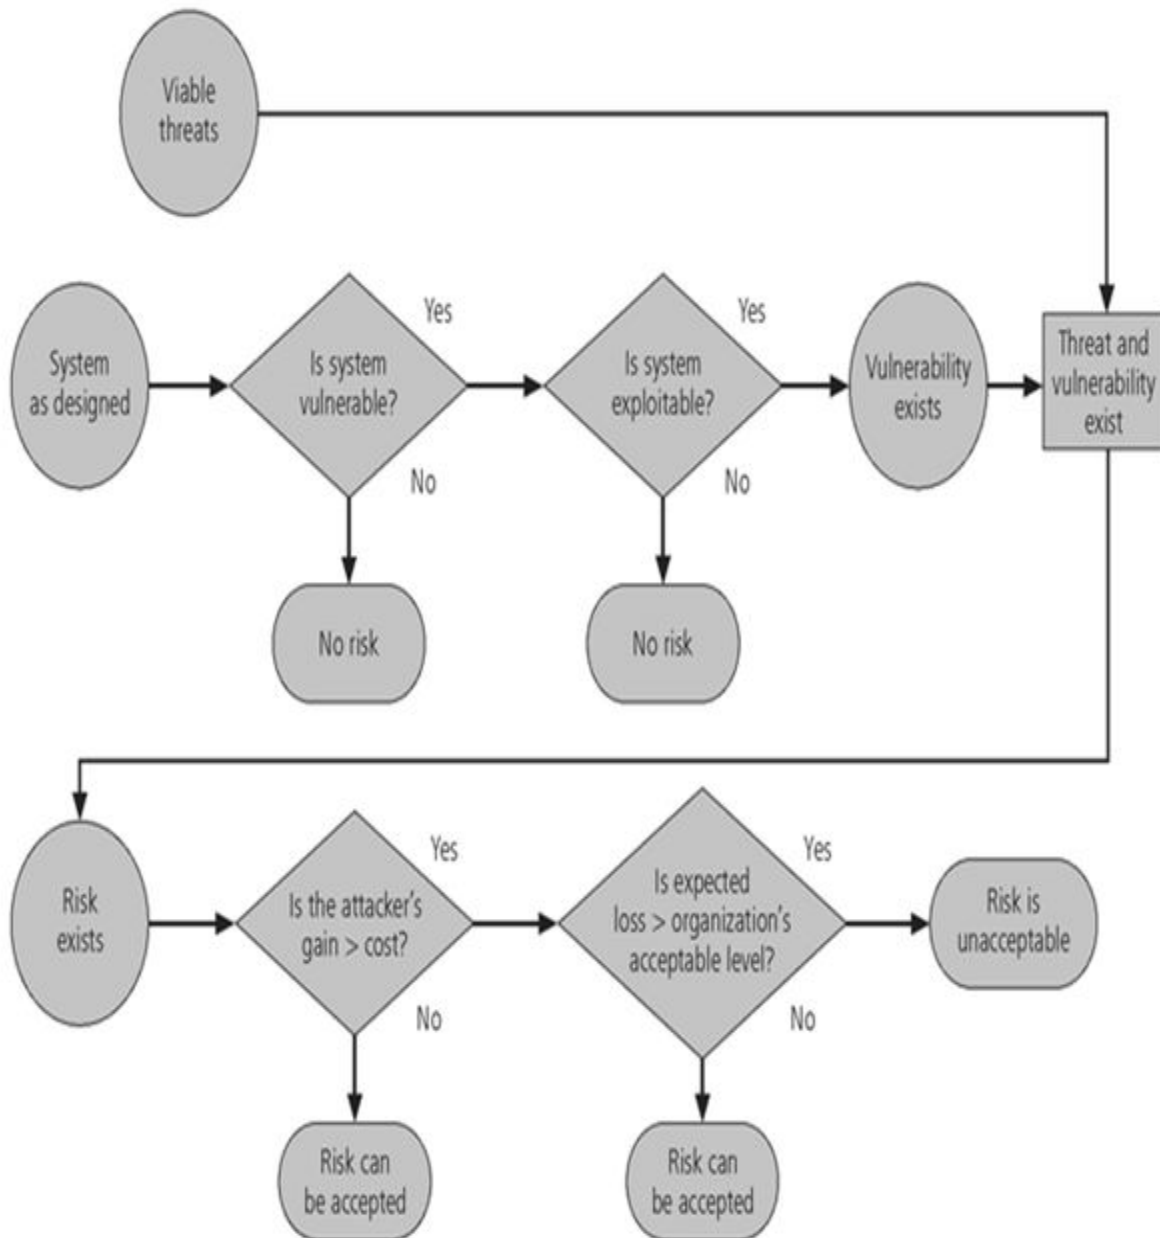 Viable
threats
System
as designed
Is system
vulnerable?
Yes
No
Is system
exploitable?
Yes
No
Vulnerability
exists
Threat and
vulnerability
exist
No risk
No risk
Risk
exists
Is the attacker's
gain > cost?
Yes
No
Is expected
loss > organization's
acceptable level?
Yes
No
Risk is
unacceptable
Risk can
be accepted
Risk can
be accepted